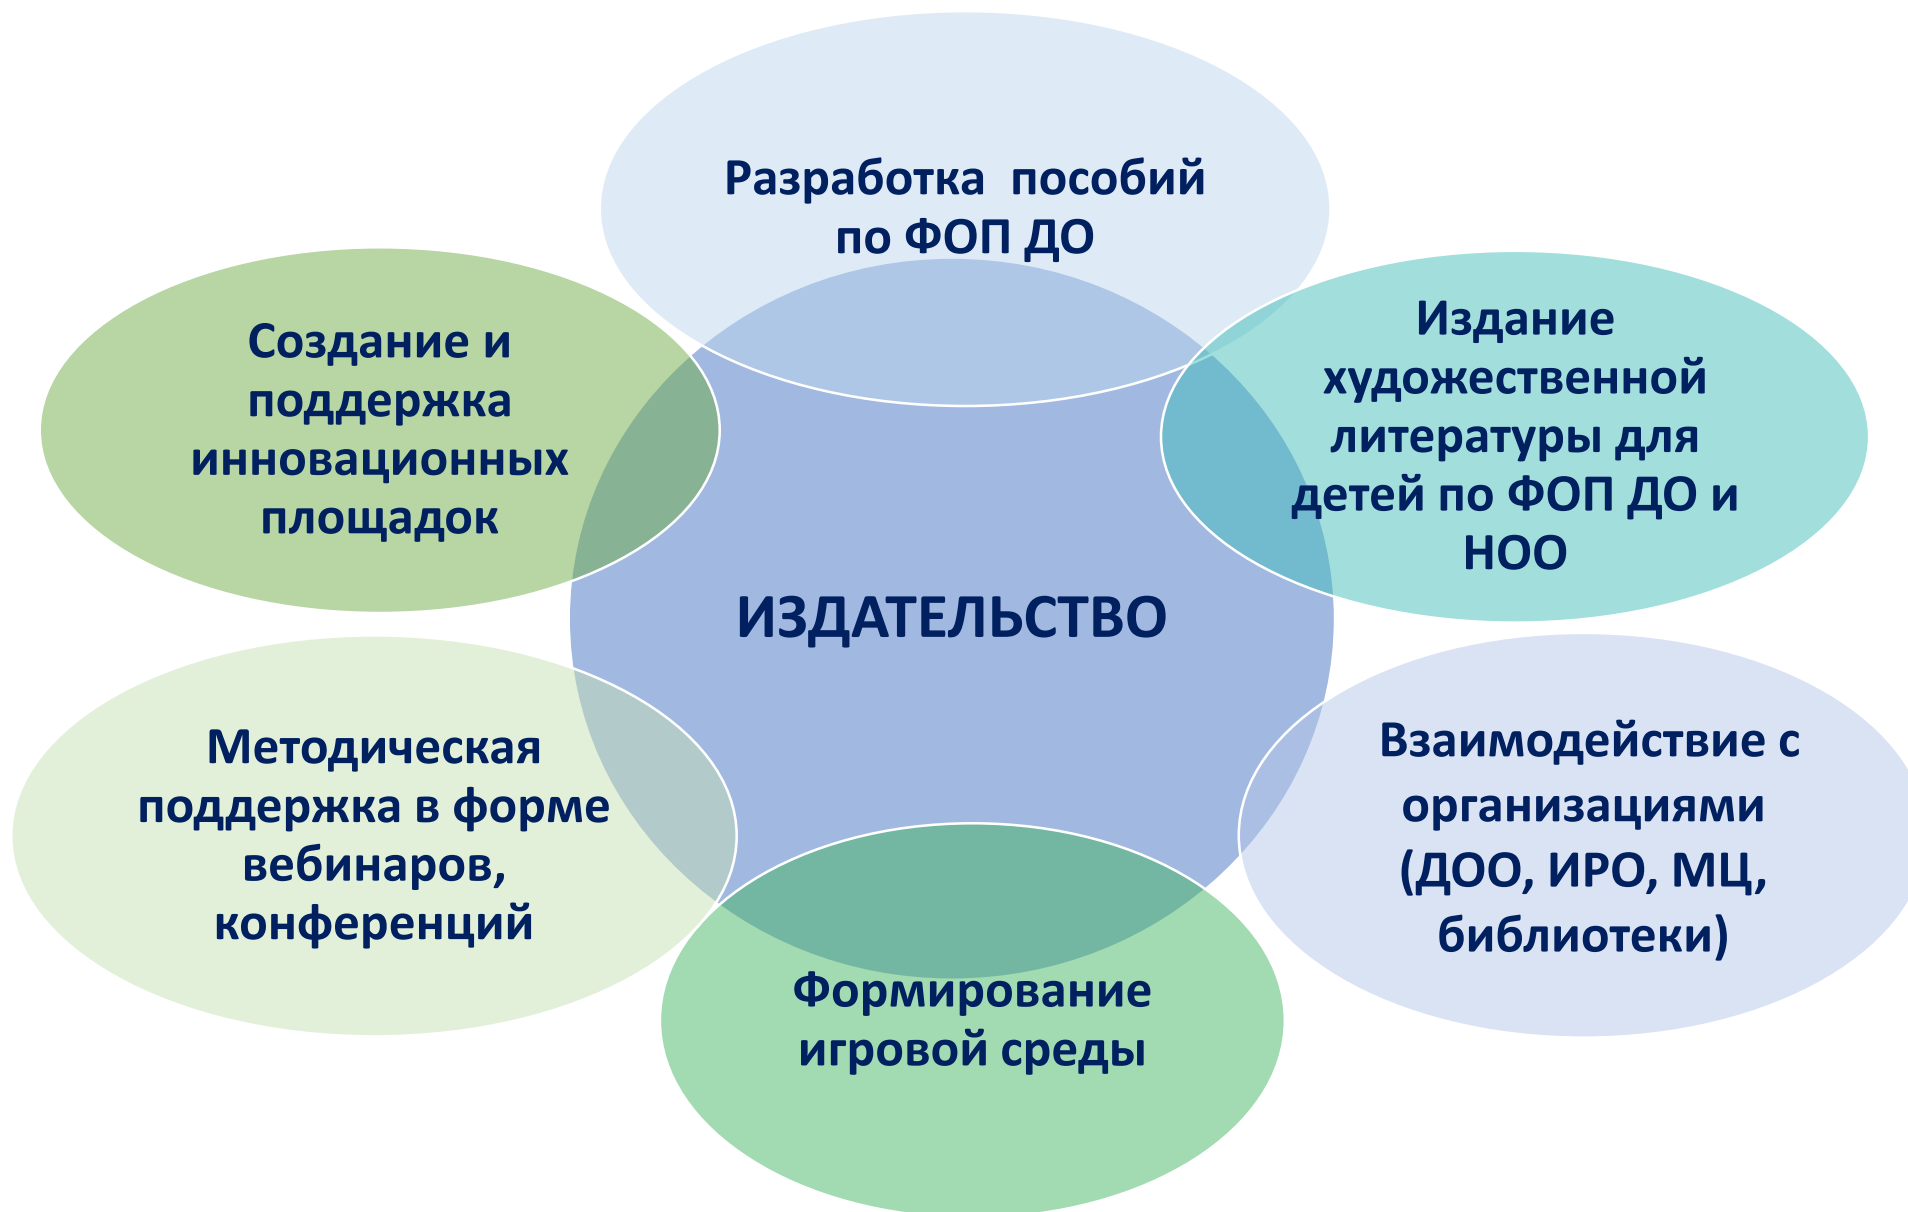 Разработка пособий
по ФОП ДО
Издание
художественной
литературы для
детей по ФОП ДО и
НОО
Создание и
поддержка
инновационных
площадок
ИЗДАТЕЛЬСТВО
Взаимодействие с
организациями
(ДОО, ИРО, МЦ,
библиотеки)
Методическая
поддержка в форме
вебинаров,
конференций
Формирование
игровой среды